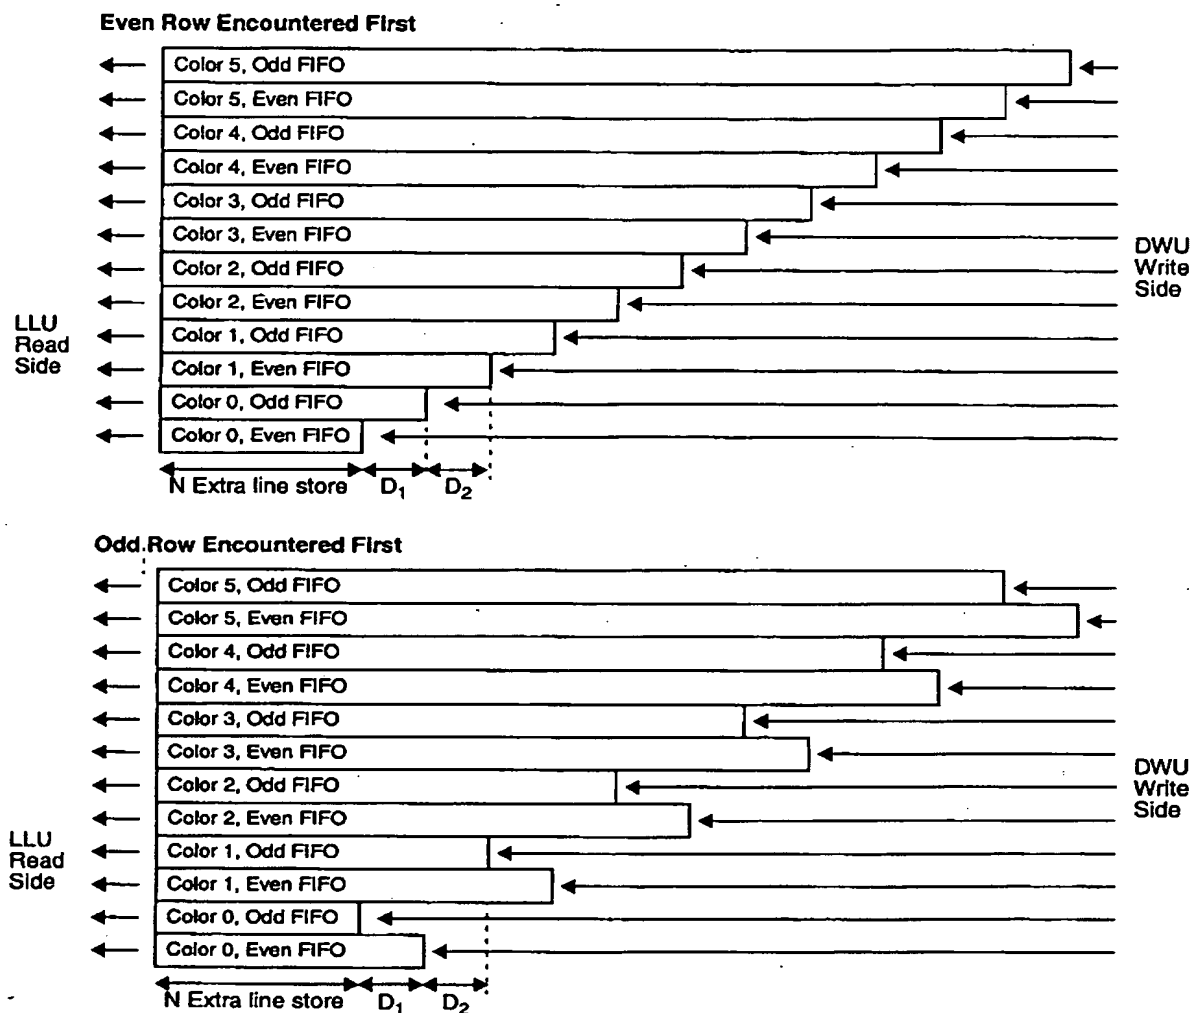 Even Row Encountered First
Color 5, Odd FIFO
Color 5, Even FIFO
Color 4, Odd FIFO
Color 4, Even FIFO
Color 3, Odd FIFO
Color 3, Even FIFO
Color 2, Odd FIFO
Color 2, Even FIFO
Color 1, Odd FIFO
Color 1, Even FIFO
Color 0, Odd FIFO
Color 0, Even FIFO
LLU
Read
Side
DWU
Write
Side
N Extra line store D₁ D₂
Odd Row Encountered First
Color 5, Odd FIFO
Color 5, Even FIFO
Color 4, Odd FIFO
Color 4, Even FIFO
Color 3, Odd FIFO
Color 3, Even FIFO
Color 2, Odd FIFO
Color 2, Even FIFO
Color 1, Odd FIFO
Color 1, Even FIFO
Color 0, Odd FIFO
Color 0, Even FIFO
LLU
Read
Side
DWU
Write
Side
N Extra line store D₁ D₂